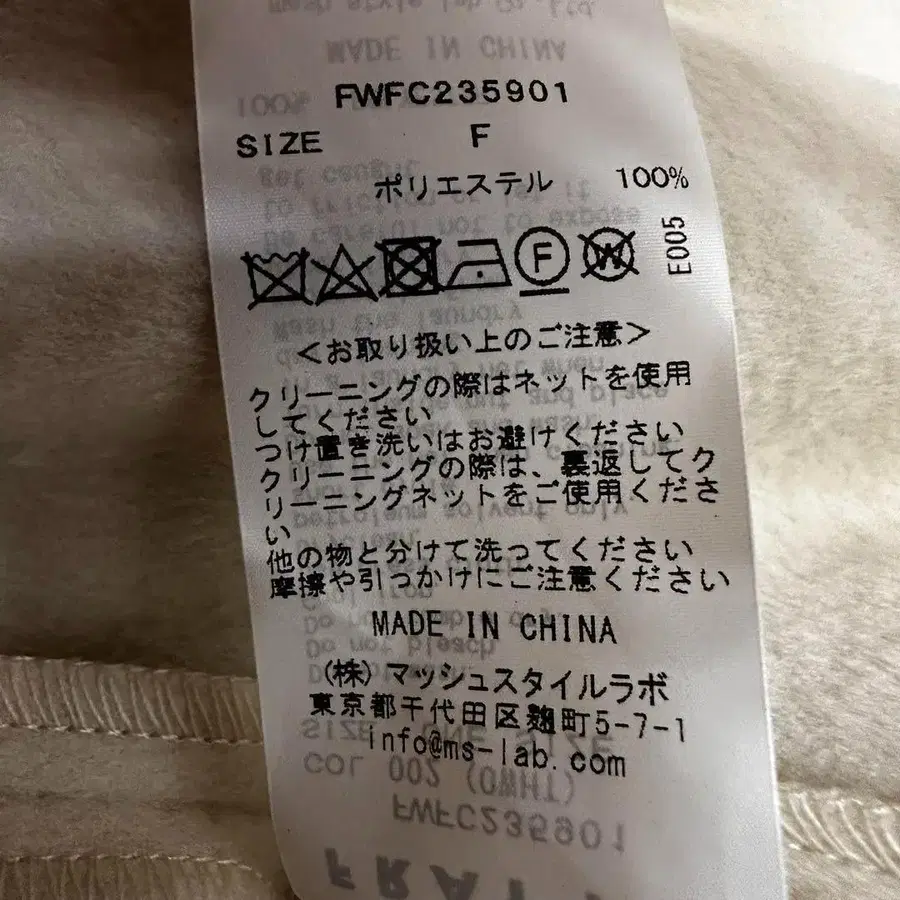 FWFC235901
SIZE F
ポリエステル 100%
E005
F
W
<お取り扱い上のご注意>
クリーニングの際はネットを使用
してください
つけ置き洗いはお避けください
クリーニングの際は、裏返してク
リーニングネットをご使用くださ
い
他の物と分けて洗ってください
摩擦や引っかけにご注意ください
MADE IN CHINA
(株)マッシュスタイルラボ
東京都千代田区麹町5-7-1
info@ms-lab.com